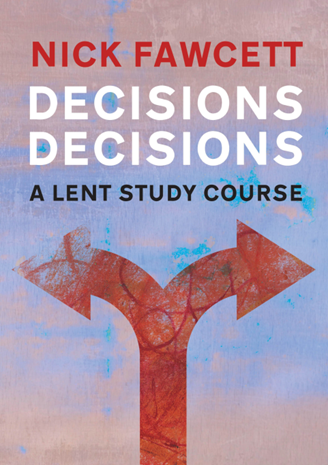 NICK FAWCETT
DECISIONS
DECISIONS
A LENT STUDY COURSE